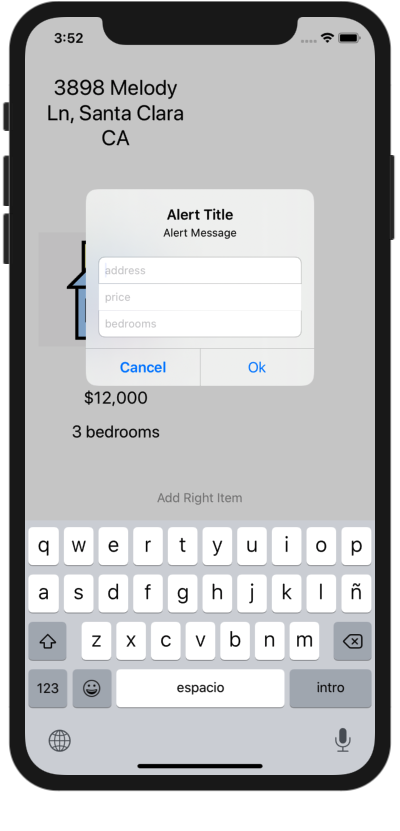 3:52
3898 Melody
Ln, Santa Clara
CA
Alert Title
Alert Message
address
price
bedrooms
Cancel Ok
$12,000
3 bedrooms
Add Right Item
q w e r t y u i o p
a s d f g h j k l ñ
z x c v b n m
123 espacio intro